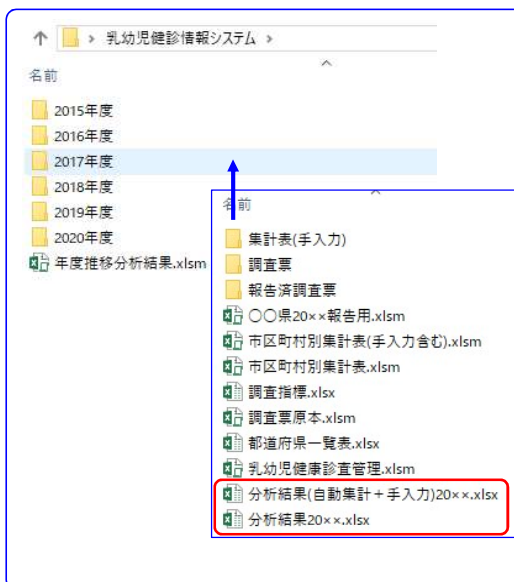 乳幼児健診情報システム
名前
2015年度
2016年度
2017年度
2018年度
2019年度
2020年度
年度推移分析結果.xlsm
名前
集計表(手入力)
調査票
報告済調査票
〇〇県20××報告用.xlsm
市区町村別集計表(手入力含む).xlsm
市区町村別集計表.xlsm
調査指標.xlsx
調査票原本.xlsm
都道府県一覧表.xlsx
乳幼児健康診査管理.xlsm
分析結果(自動集計+手入力)20××.xlsx
分析結果20××.xlsx